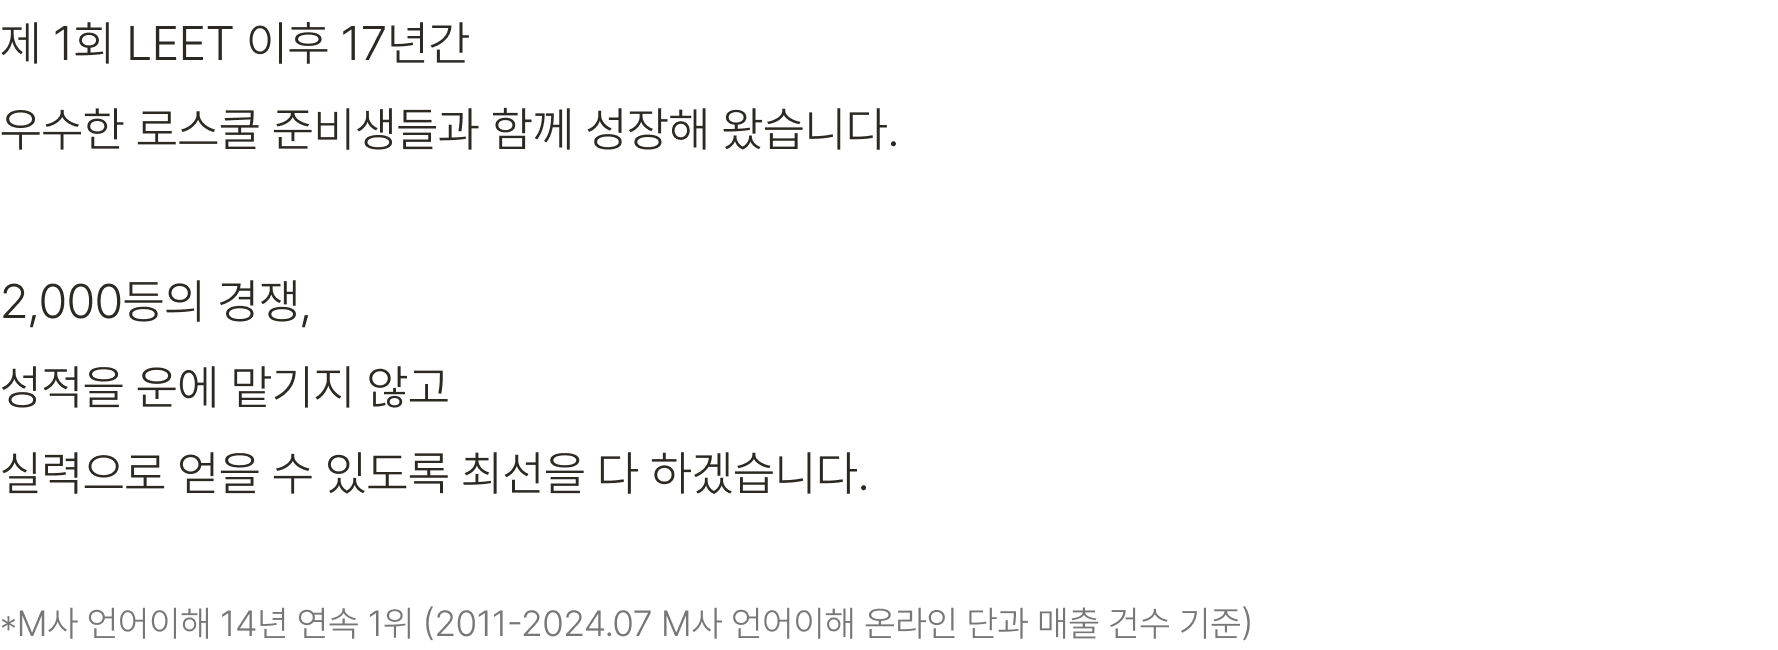 제 1회 LEET 이후 17년간
우수한 로스쿨 준비생들과 함께 성장해 왔습니다.
2,000등의 경쟁,
성적을 운에 맡기지 않고
실력으로 얻을 수 있도록 최선을 다 하겠습니다.
*M사 언어이해 14년 연속 1위 (2011-2024.07 M사 언어이해 온라인 단과 매출 건수 기준)